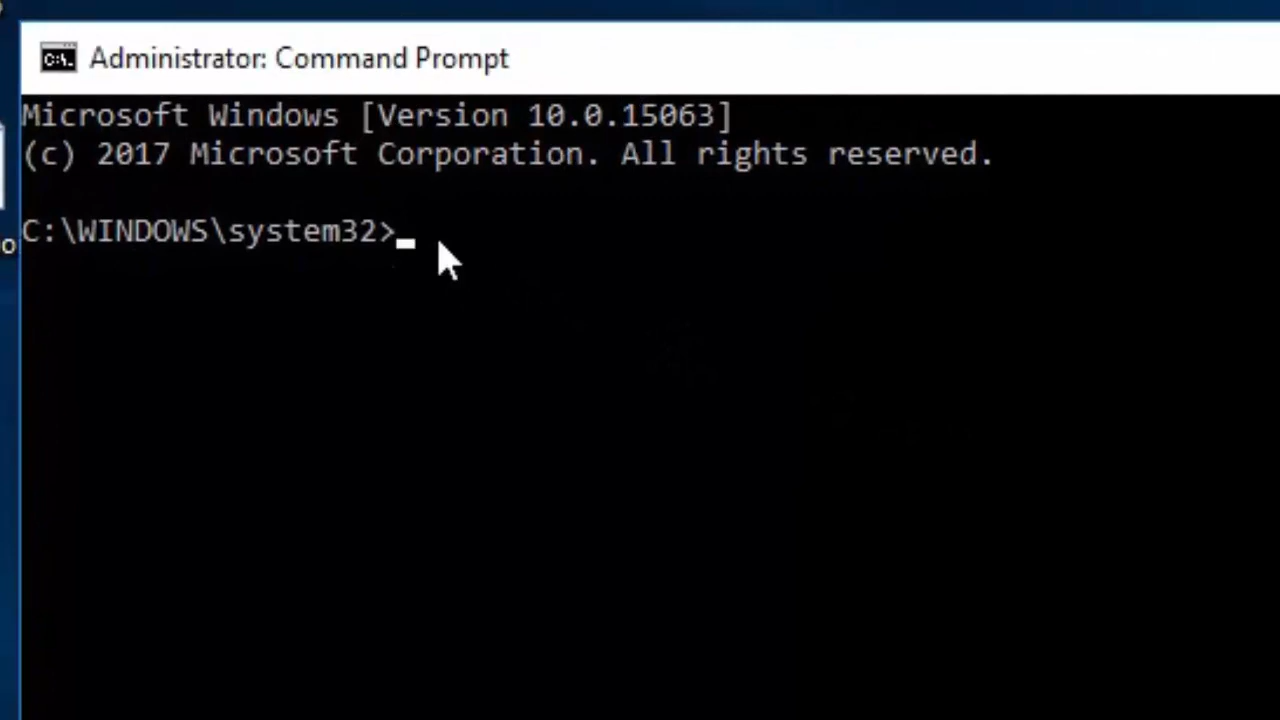 Administrator: Command Prompt
Microsoft Windows [Version 10.0.15063]
(c) 2017 Microsoft Corporation. All rights reserved.
C:\WINDOWS\system32>